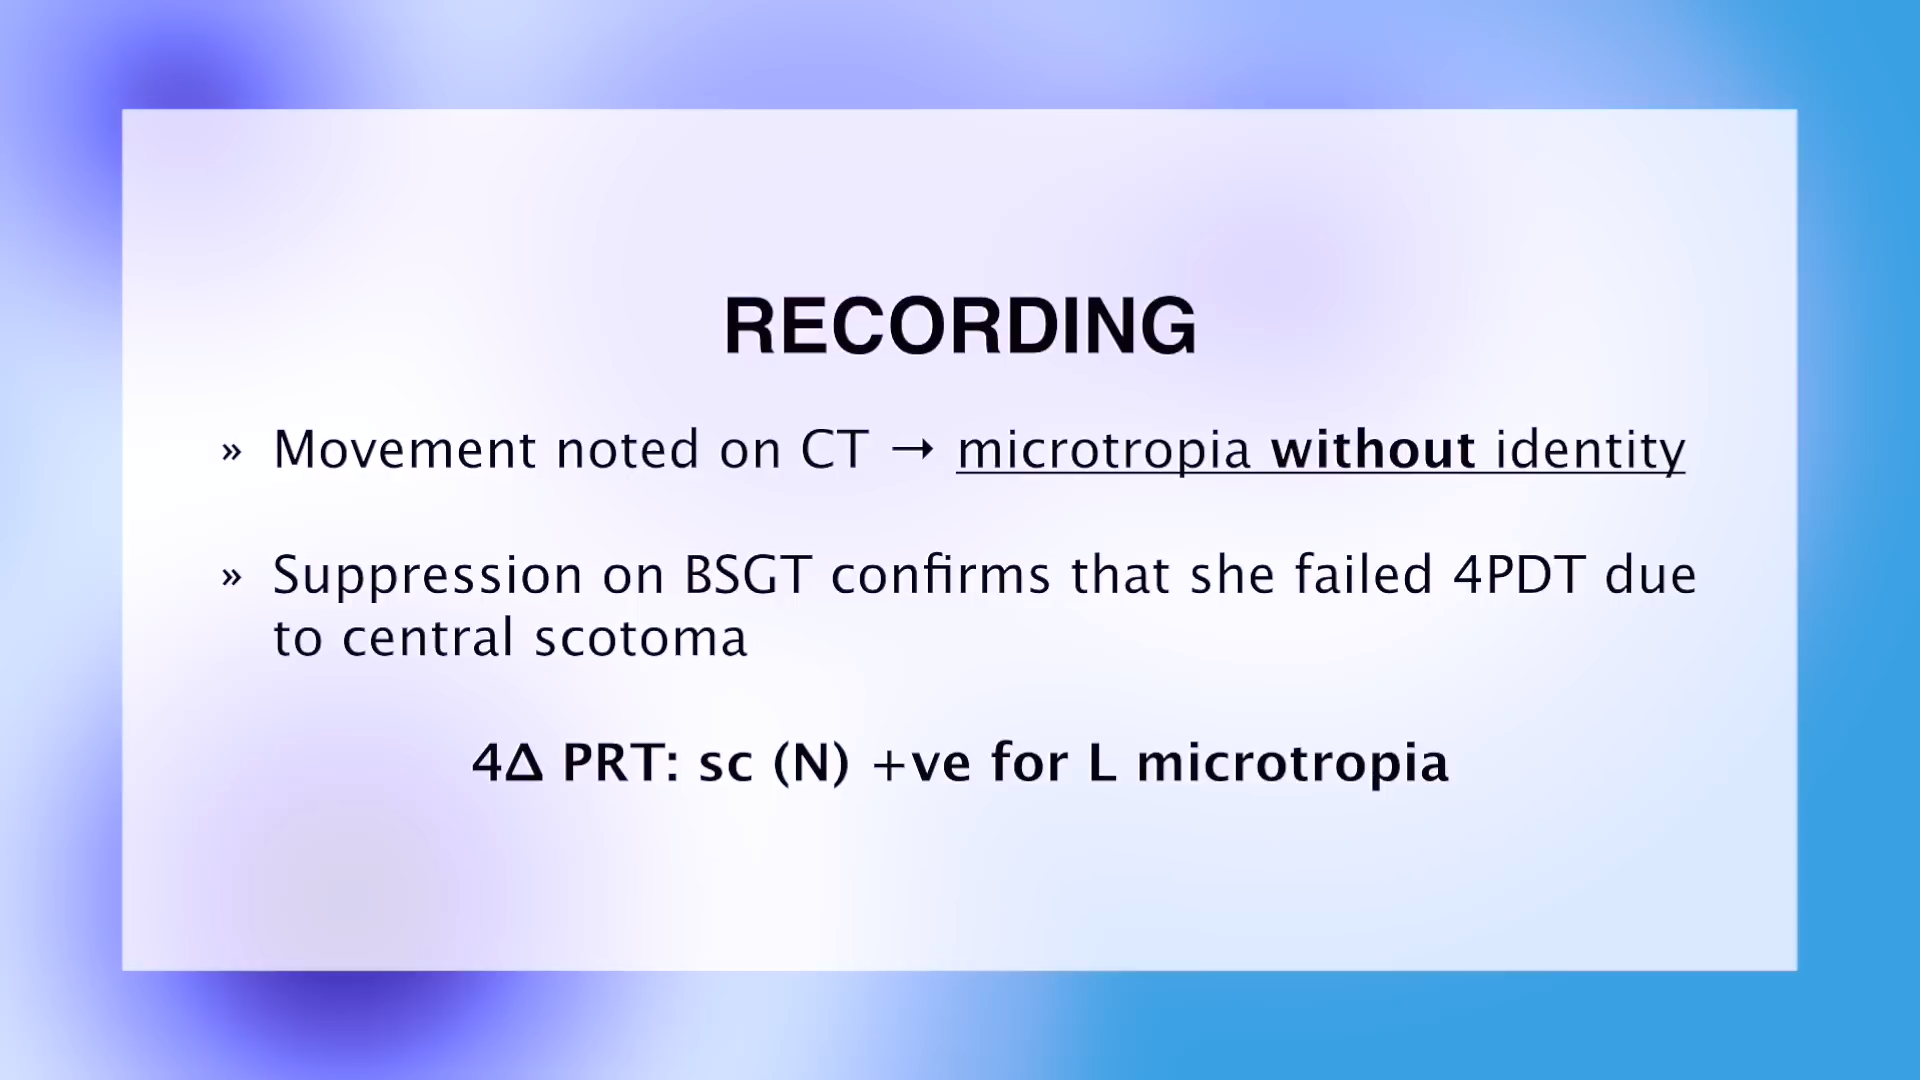 RECORDING
» Movement noted on CT → microtropia without identity
» Suppression on BSGT confirms that she failed 4PDT due
to central scotoma
4Δ PRT: sc (N) +ve for L microtropia